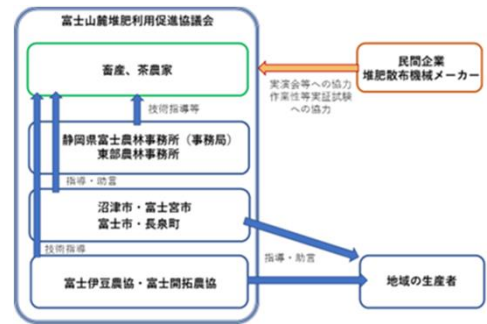 富士山麓堆肥利用促進協議会
畜産、茶農家
民間企業
堆肥散布機械メーカー
実演会等への協力
作業性等実証試験
への協力
技術指導等
静岡県富士農林事務所（事務局）
東部農林事務所
指導・助言
沼津市・富士宮市
富士市・長泉町
技術指導
指導・助言
富士伊豆農協・富士開拓農協
地域の生産者